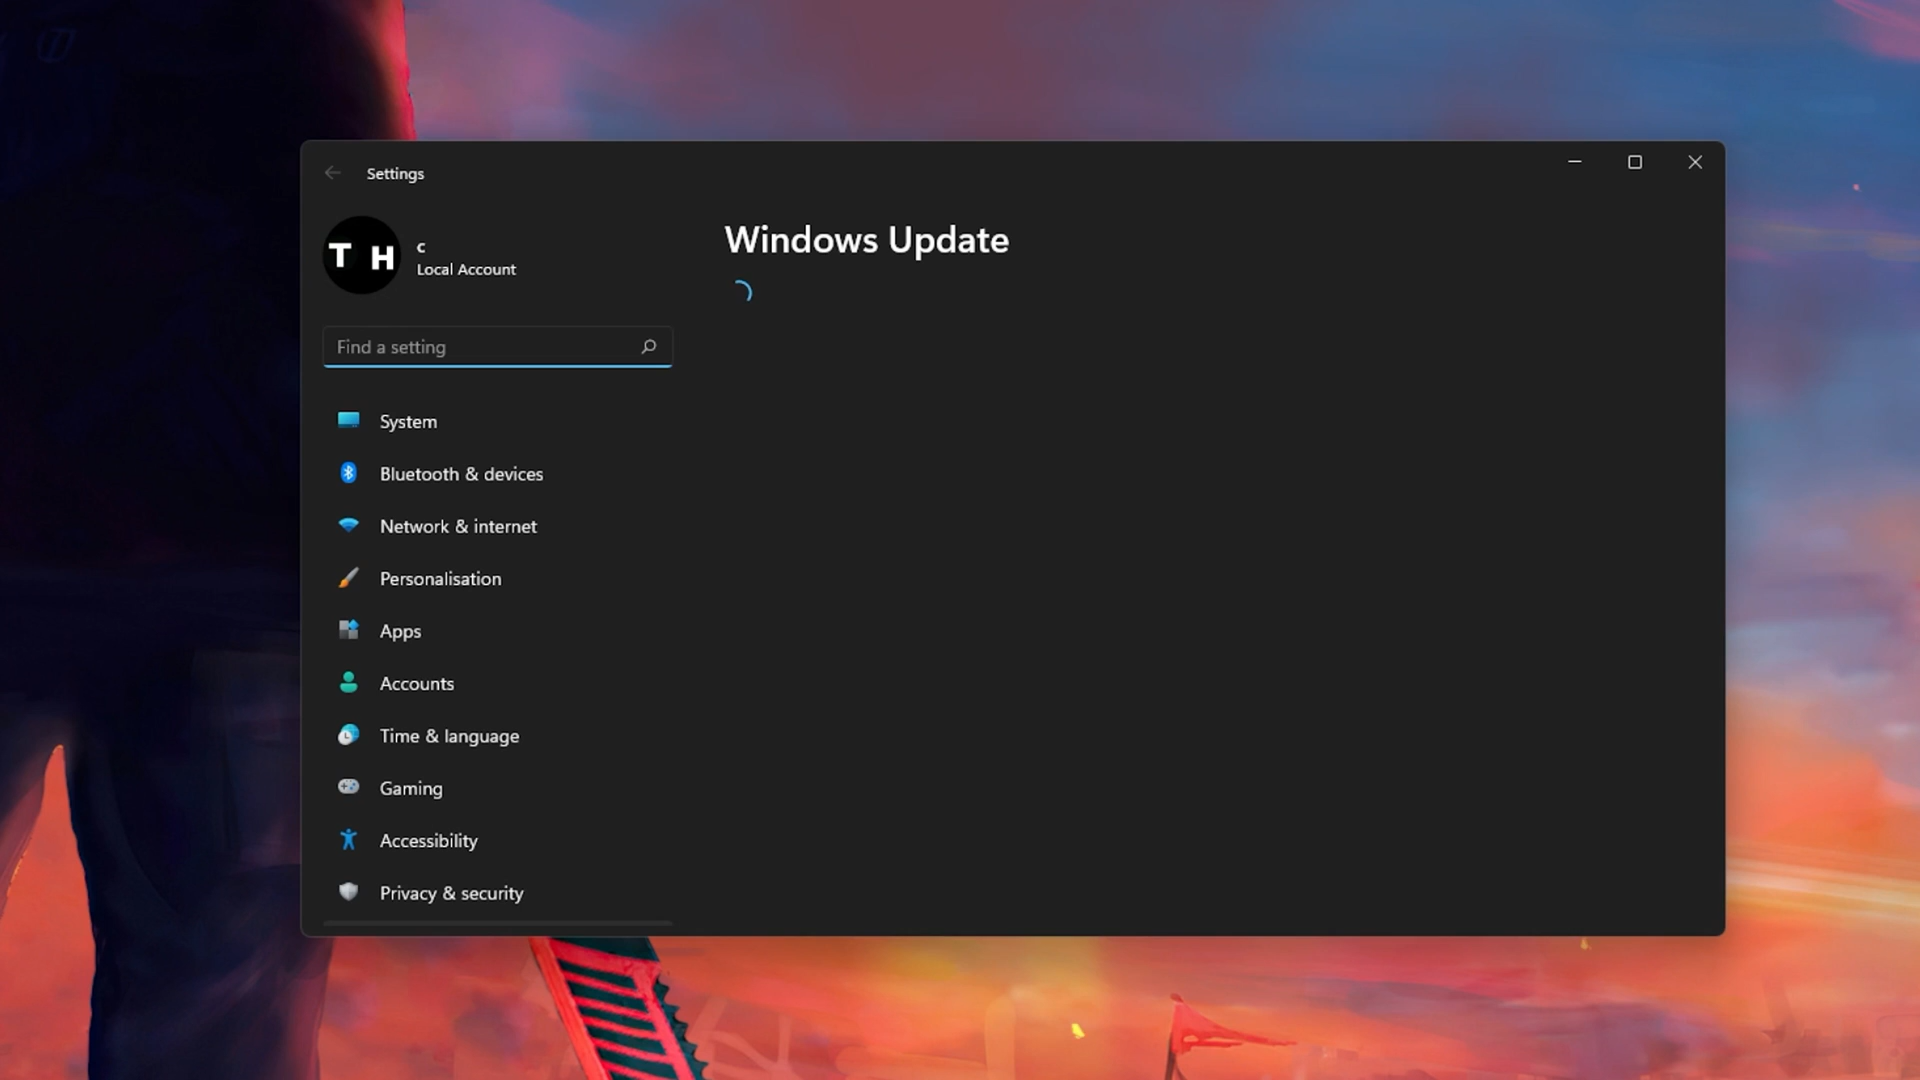 Settings
T H
c
Local Account
Find a setting
System
Bluetooth & devices
Network & internet
Personalisation
Apps
Accounts
Time & language
Gaming
Accessibility
Privacy & security
Windows Update